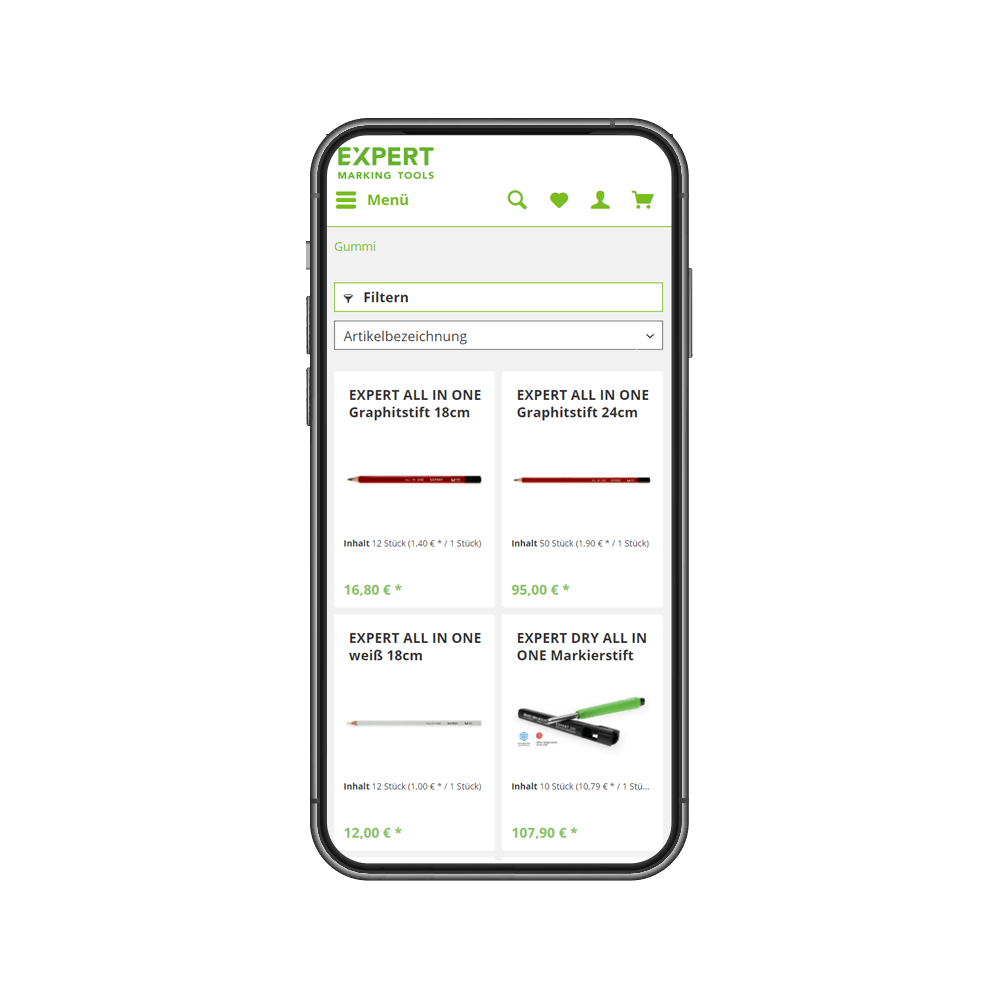 EXPERT
MARKING TOOLS
Menü
Gummi
Filtern
Artikelbezeichnung
EXPERT ALL IN ONE
Graphitstift 18cm
Inhalt 12 Stück (1,40 € * / 1 Stück)
16,80 € *
EXPERT ALL IN ONE
Graphitstift 24cm
Inhalt 50 Stück (1,90 € * / 1 Stück)
95,00 € *
EXPERT ALL IN ONE
weiß 18cm
Inhalt 12 Stück (1,00 € * / 1 Stück)
12,00 € *
EXPERT DRY ALL IN
ONE Markierstift
Inhalt 10 Stück (10,79 € * / 1 Stü...
107,90 € *